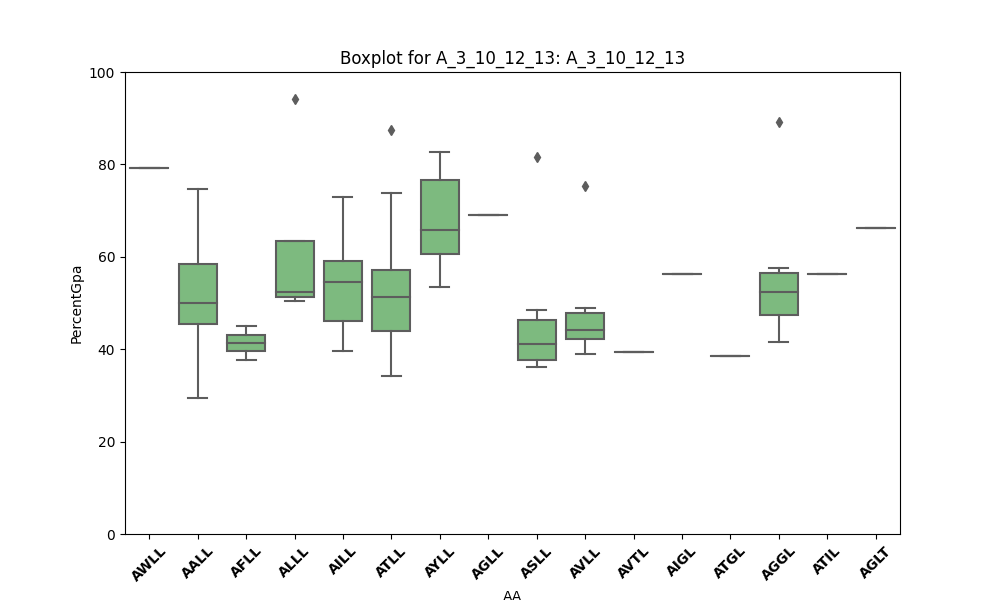 Boxplot for A_3_10_12_13: A_3_10_12_13
100
80
60
40
20
0
PercentGpa
AWLL AALL AFLL ALLL AILL ATLL AYLL AGLL ASLL AVLL AVTL AIGL ATGL AGGL ATIL AGLT
AA